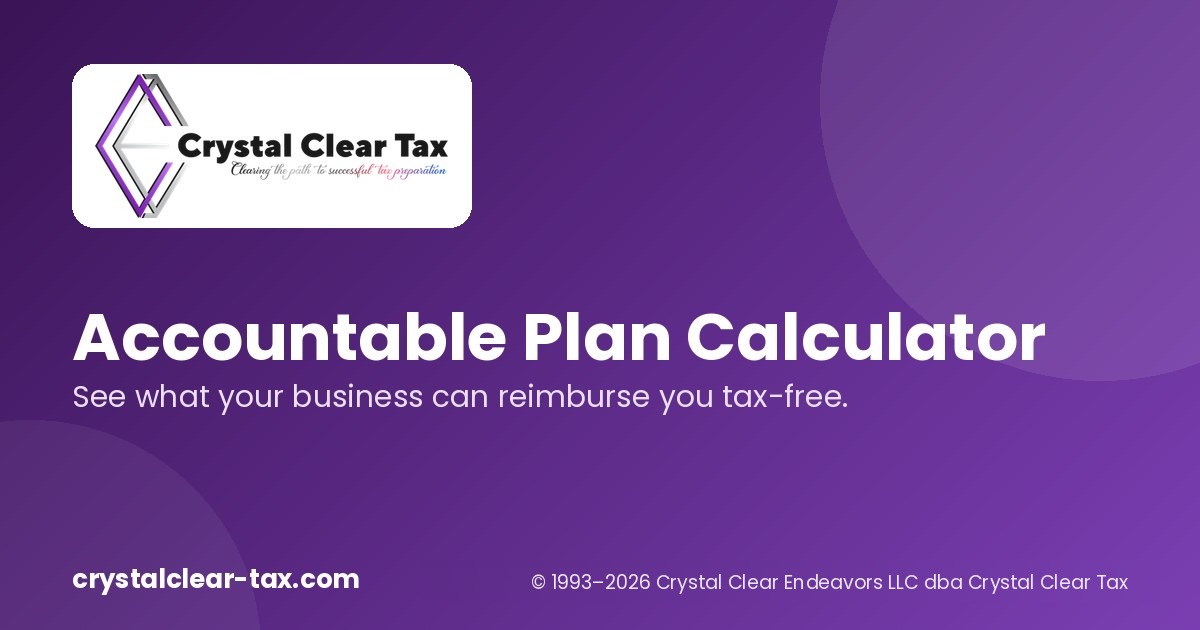 Crystal Clear Tax
Clearing the path to successful tax preparation
Accountable Plan Calculator
See what your business can reimburse you tax-free.
crystalclear-tax.com
© 1993–2026 Crystal Clear Endeavors LLC dba Crystal Clear Tax